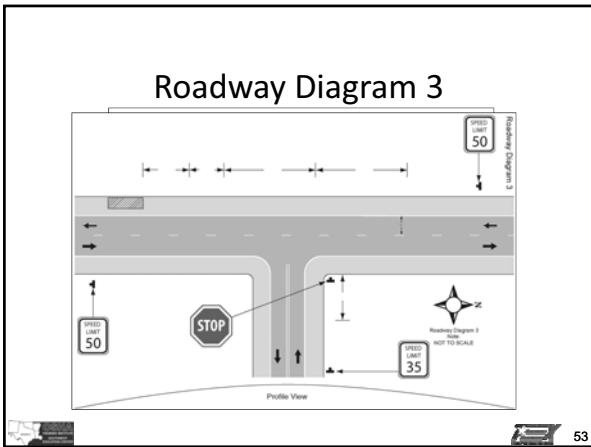 Roadway Diagram 3
SPEED
LIMIT
50
Roadway Diagram 3
SPEED
LIMIT
50
STOP
N
Roadway Diagram 3
Note:
NOT TO SCALE
SPEED
LIMIT
35
Profile View
53